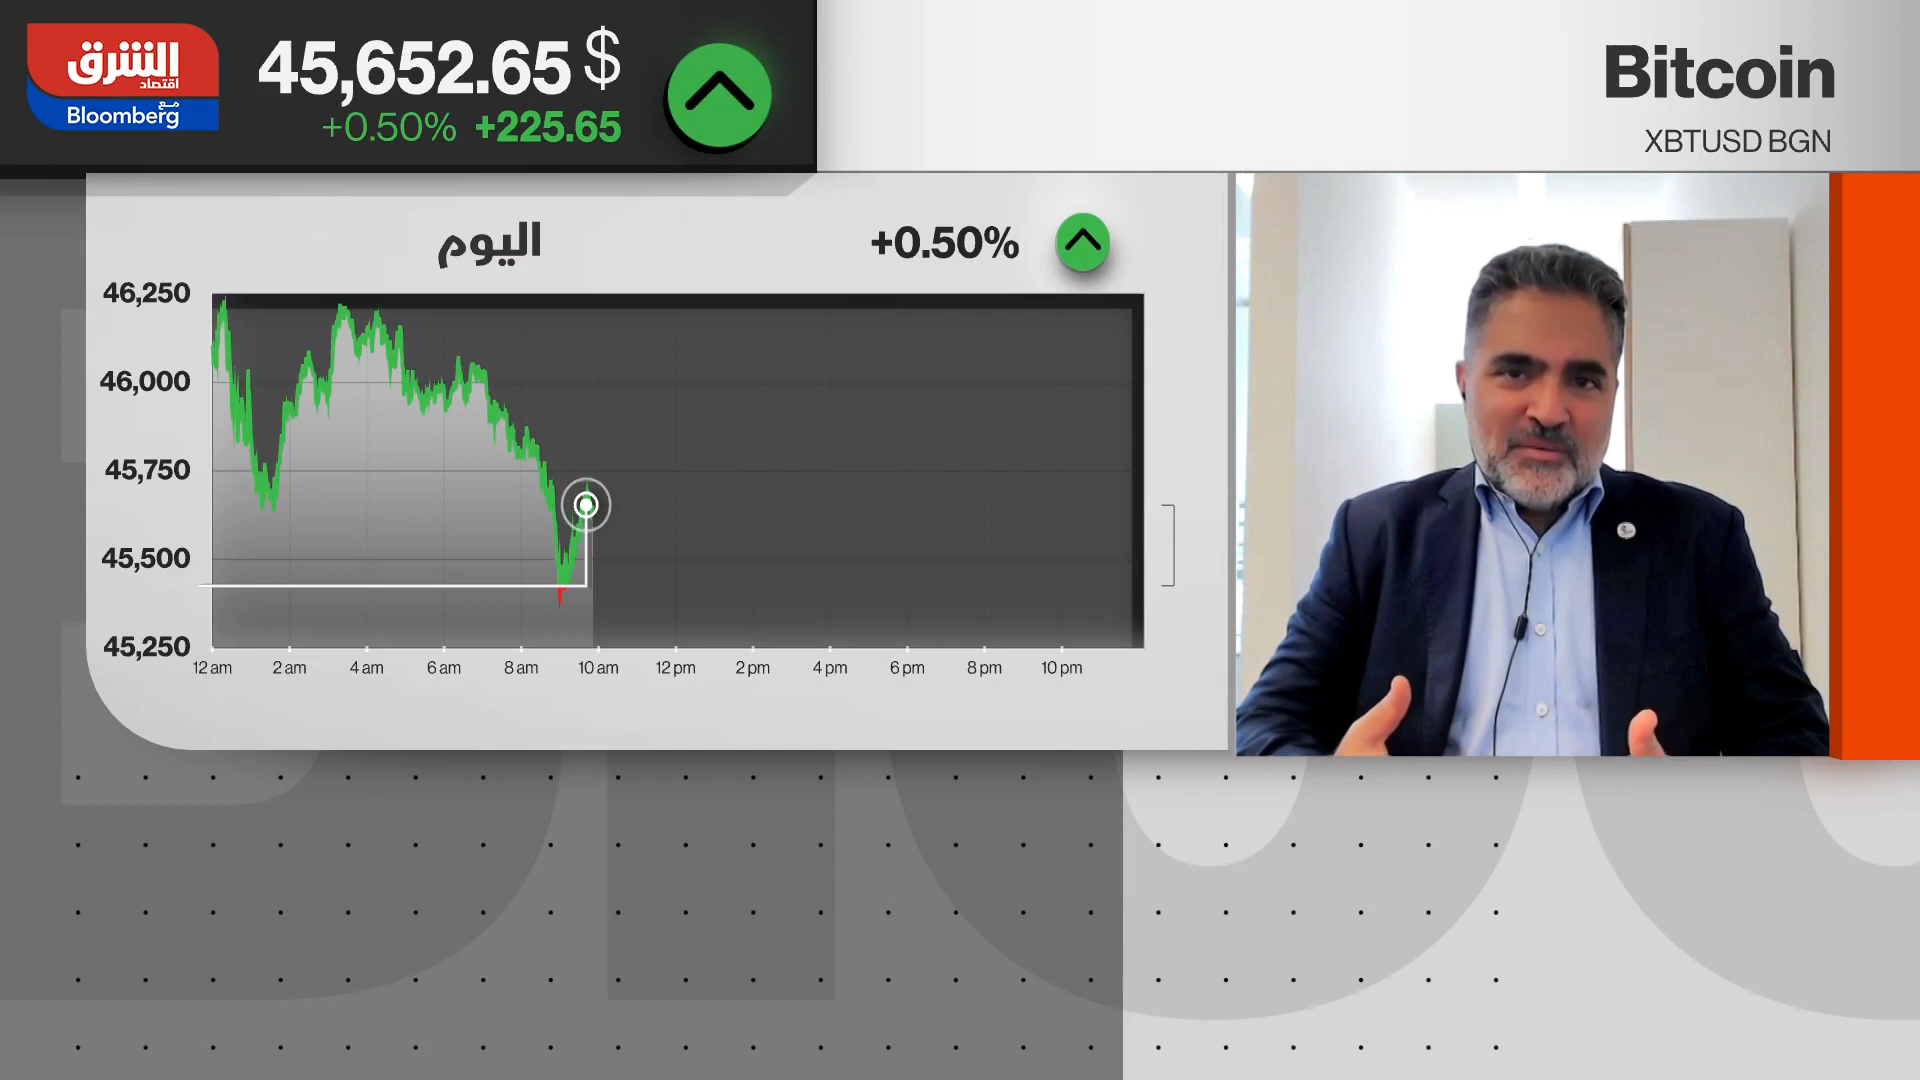 الشرق
اقتصاد
مع
Bloomberg
45,652.65 $
+0.50% +225.65
Bitcoin
XBTUSD BGN
اليوم
+0.50%
46,250
46,000
45,750
45,500
45,250
12 am 2 am 4 am 6 am 8 am 10 am 12 pm 2 pm 4 pm 6 pm 8 pm 10 pm